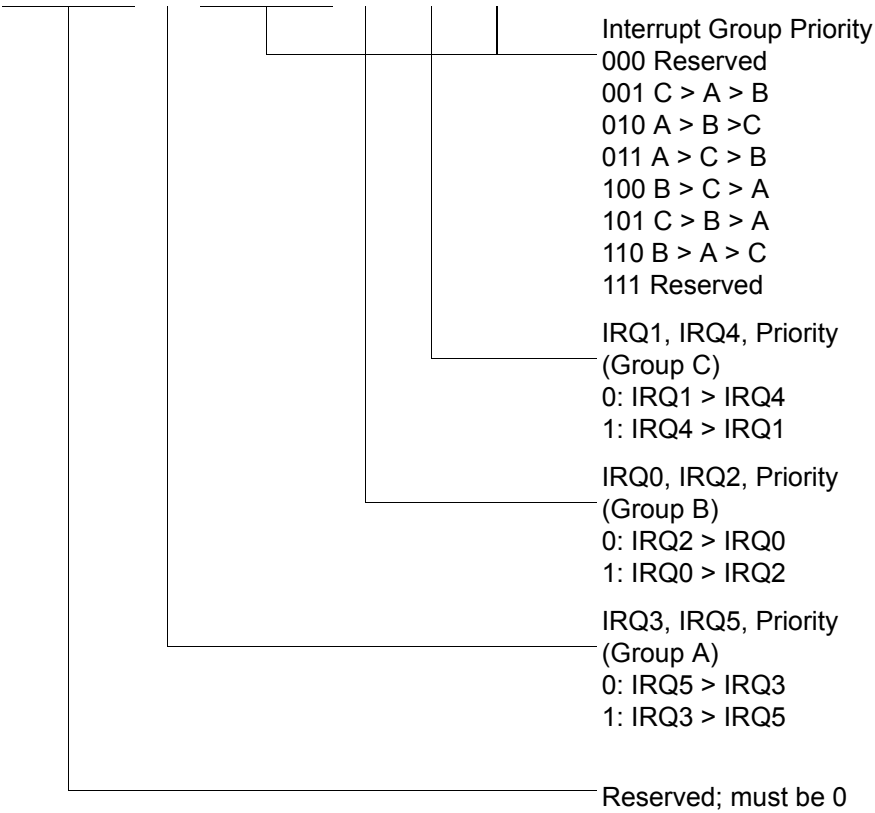 Interrupt Group Priority
000 Reserved
001 C > A > B
010 A > B >C
011 A > C > B
100 B > C > A
101 C > B > A
110 B > A > C
111 Reserved
IRQ1, IRQ4, Priority
(Group C)
0: IRQ1 > IRQ4
1: IRQ4 > IRQ1
IRQ0, IRQ2, Priority
(Group B)
0: IRQ2 > IRQ0
1: IRQ0 > IRQ2
IRQ3, IRQ5, Priority
(Group A)
0: IRQ5 > IRQ3
1: IRQ3 > IRQ5
Reserved; must be 0